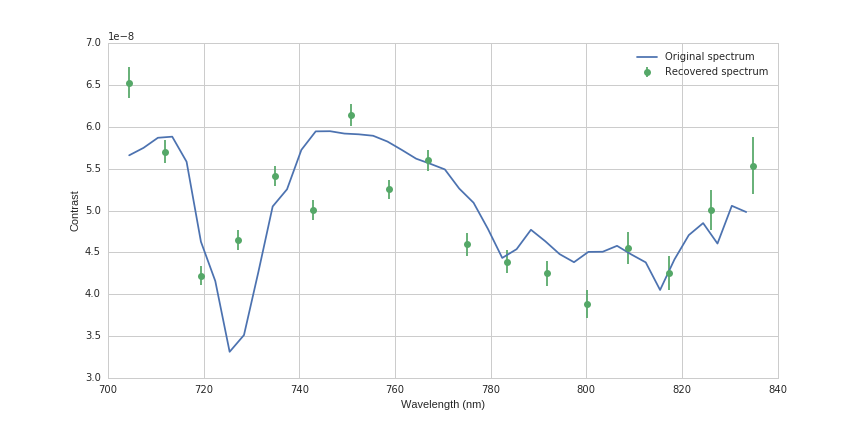 1e−8
7.0
6.5
6.0
5.5
5.0
4.5
4.0
3.5
3.0
Contrast
Original spectrum
Recovered spectrum
700 720 740 760 780 800 820 840
Wavelength (nm)